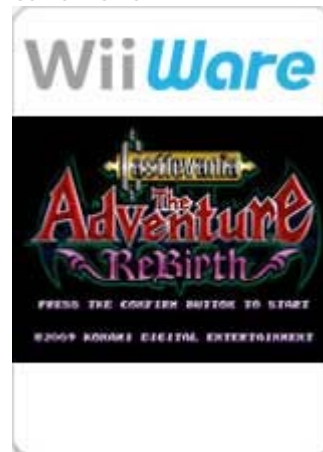 WiiWare
Castlevania
The
Adventure
ReBirth
PRESS THE CONFIRM BUTTON TO START
©2009 KONAMI DIGITAL ENTERTAINMENT